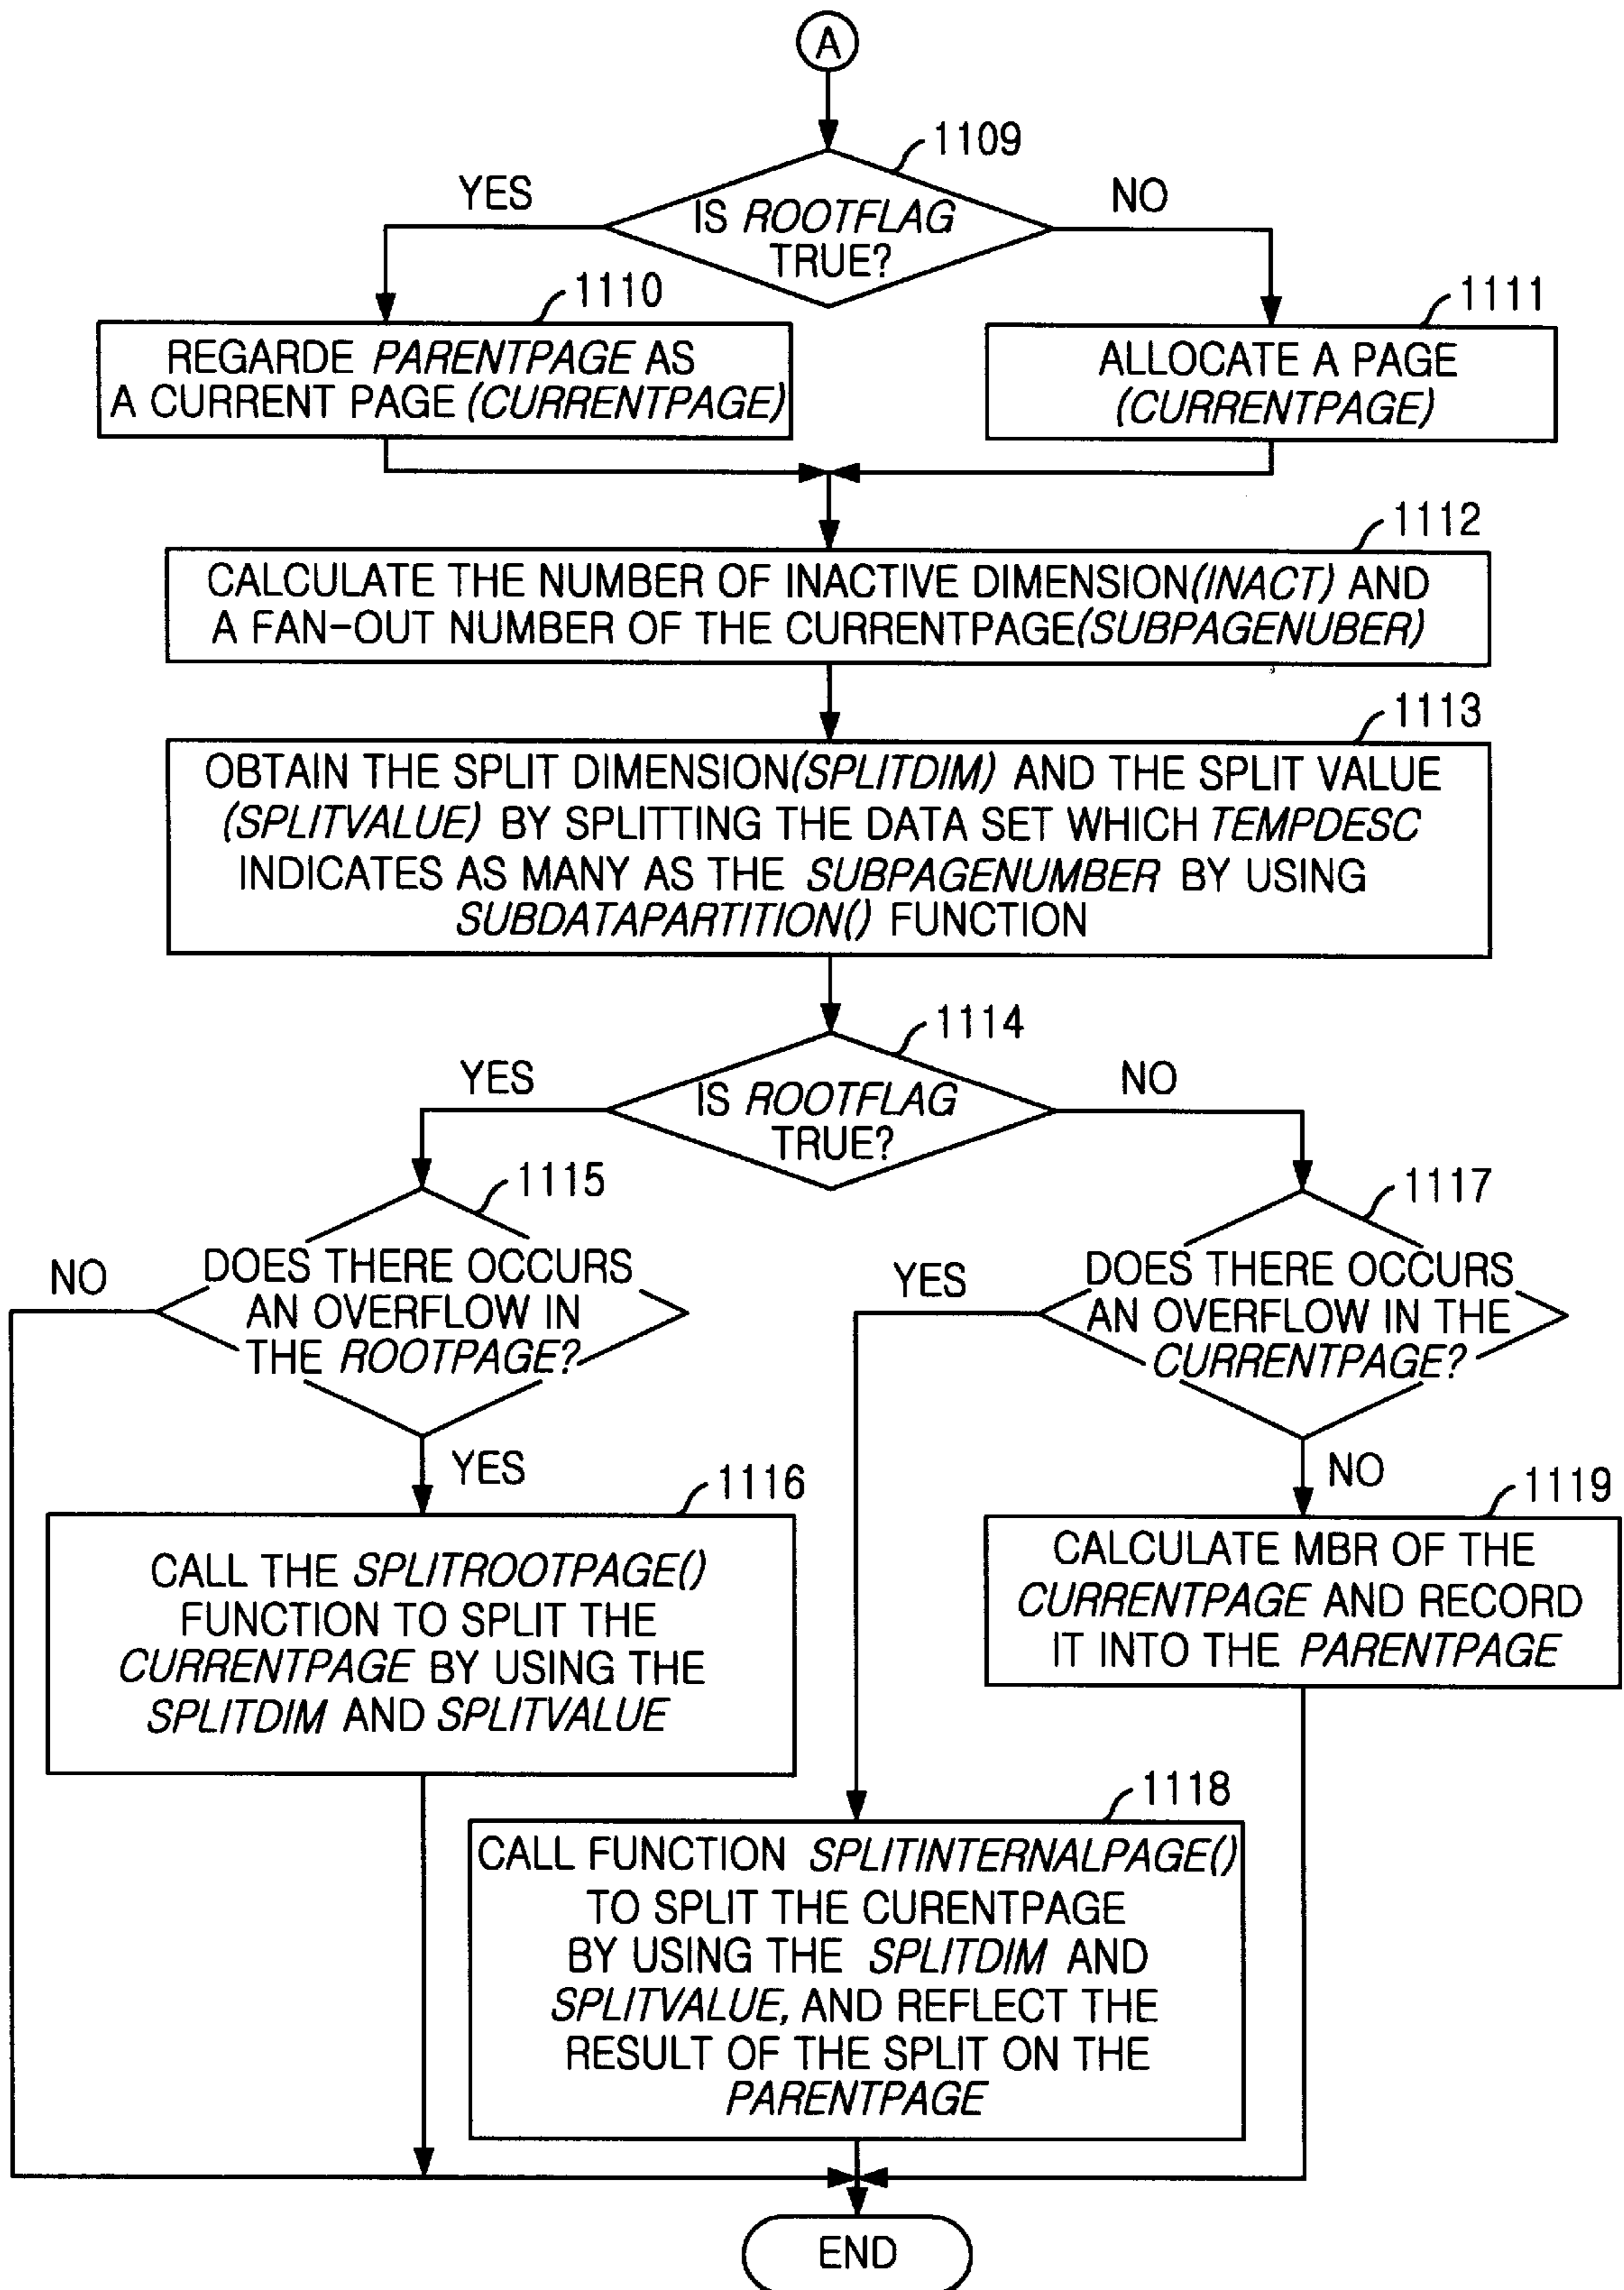 A
1109
YES
NO
IS ROOTFLAG
TRUE?
1110
1111
REGARDE PARENTPAGE AS
A CURRENT PAGE (CURRENTPAGE)
ALLOCATE A PAGE
(CURRENTPAGE)
1112
CALCULATE THE NUMBER OF INACTIVE DIMENSION(INACT) AND
A FAN-OUT NUMBER OF THE CURRENTPAGE(SUBPAGENUBER)
1113
OBTAIN THE SPLIT DIMENSION(SPLITDIM) AND THE SPLIT VALUE
(SPLITVALUE) BY SPLITTING THE DATA SET WHICH TEMPDESC
INDICATES AS MANY AS THE SUBPAGENUMBER BY USING
SUBDATAPARTITION() FUNCTION
1114
YES
NO
IS ROOTFLAG
TRUE?
1115
NO
DOES THERE OCCURS
AN OVERFLOW IN
THE ROOTPAGE?
YES
1117
YES
DOES THERE OCCURS
AN OVERFLOW IN THE
CURRENTPAGE?
NO
1116
CALL THE SPLITROOTPAGE()
FUNCTION TO SPLIT THE
CURRENTPAGE BY USING THE
SPLITDIM AND SPLITVALUE
1119
CALCULATE MBR OF THE
CURRENTPAGE AND RECORD
IT INTO THE PARENTPAGE
1118
CALL FUNCTION SPLITINTERNALPAGE()
TO SPLIT THE CURENTPAGE
BY USING THE SPLITDIM AND
SPLITVALUE, AND REFLECT THE
RESULT OF THE SPLIT ON THE
PARENTPAGE
END